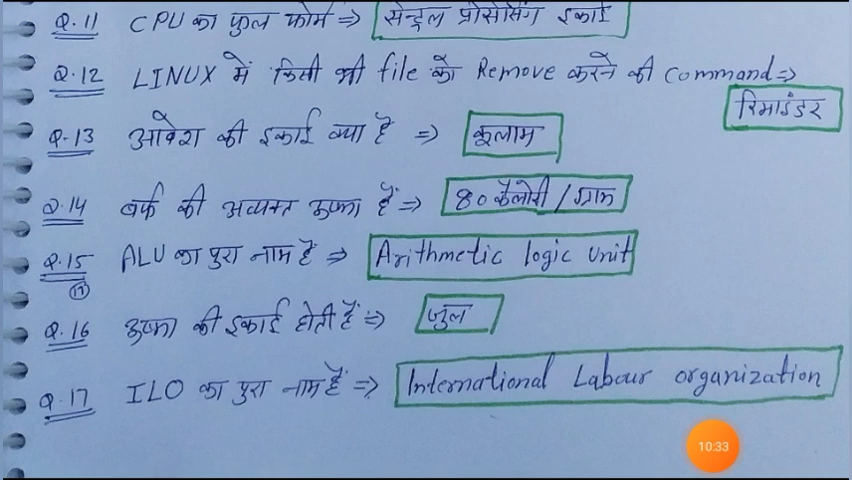 Q.11 CPU का फुल फॉर्म ⇒ सेन्ट्रल प्रोसेसिंग इकाई
Q.12 LINUX में किसी भी file को Remove करने की Command ⇒
रिमाइंडर
Q.13 आवेश की इकाई क्या है ⇒ कूलाम
Q.14 बर्फ की अव्यक्त ऊष्मा हैं ⇒ 80 कैलोरी / ग्राम
Q.15 ALU का पुरा नाम है ⇒ Arithmetic logic unit
Q.16 ऊष्मा की इकाई होती हैं ⇒ जुल
Q.17 ILO का पुरा नाम हैं ⇒ International Labour organization
10:33